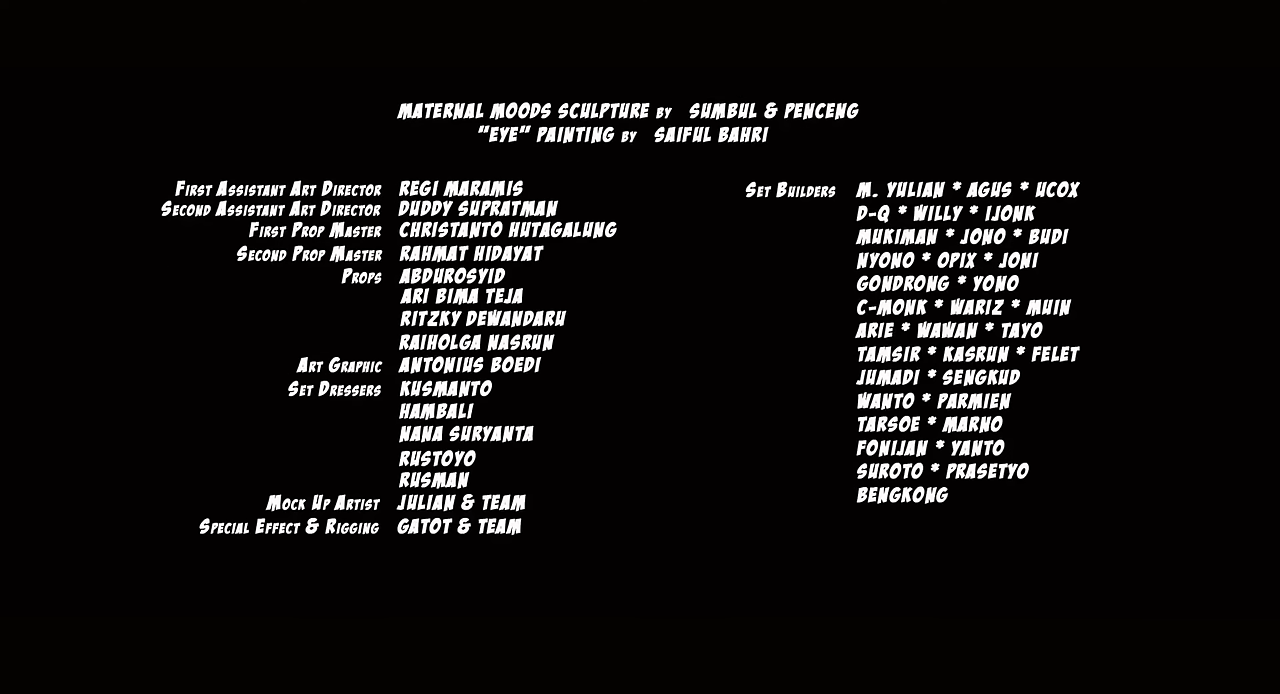 MATERNAL MOODS SCULPTURE BY SUMBUL & PENCENG
"EYE" PAINTING BY SAIFUL BAHRI
FIRST ASSISTANT ART DIRECTOR REGI MARAMIS
SECOND ASSISTANT ART DIRECTOR DUDDY SUPRATMAN
FIRST PROP MASTER CHRISTANTO HUTAGALUNG
SECOND PROP MASTER RAHMAT HIDAYAT
PROPS ABDUROSYID
ARI BIMA TEJA
RITZKY DEWANDARU
RAIHOLGA NASRUN
ART GRAPHIC ANTONIUS BOEDI
SET DRESSERS KUSMANTO
HAMBALI
NANA SURYANTA
RUSTOYO
RUSMAN
MOCK UP ARTIST JULIAN & TEAM
SPECIAL EFFECT & RIGGING GATOT & TEAM
SET BUILDERS M. YULIAN * AGUS * UCOX
D-Q * WILLY * IJONK
MUKIMAN * JONO * BUDI
NYONO * OPIX * JONI
GONDRONG * YONO
C-MONK * WARIZ * MUIN
ARIE * WAWAN * TAYO
TAMSIR * KASRUN * FELET
JUMADI * SENGKUD
WANTO * PARMIEN
TARSOE * MARNO
FONIJAN * YANTO
SUROTO * PRASETYO
BENGKONG